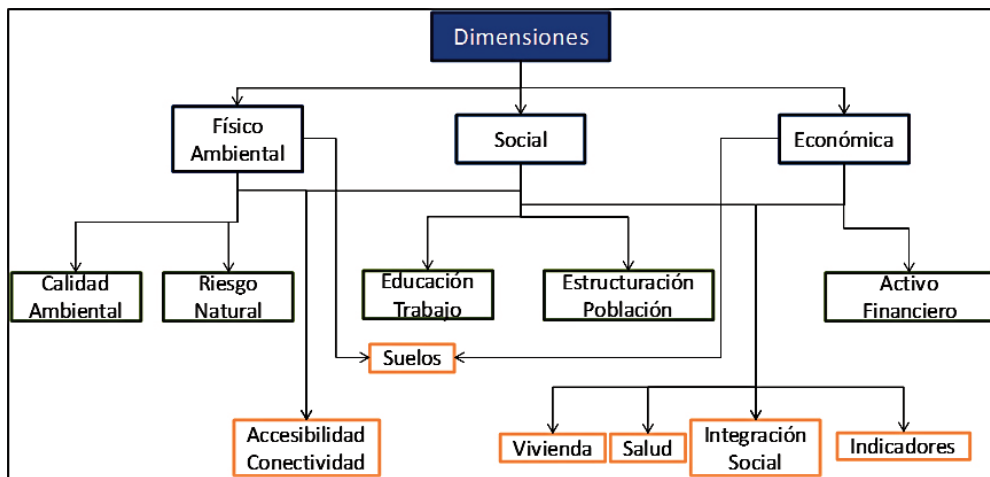 Dimensiones
Físico
Ambiental
Social
Económica
Calidad
Ambiental
Riesgo
Natural
Educación
Trabajo
Estructuración
Población
Activo
Financiero
Suelos
Accesibilidad
Conectividad
Vivienda
Salud
Integración
Social
Indicadores